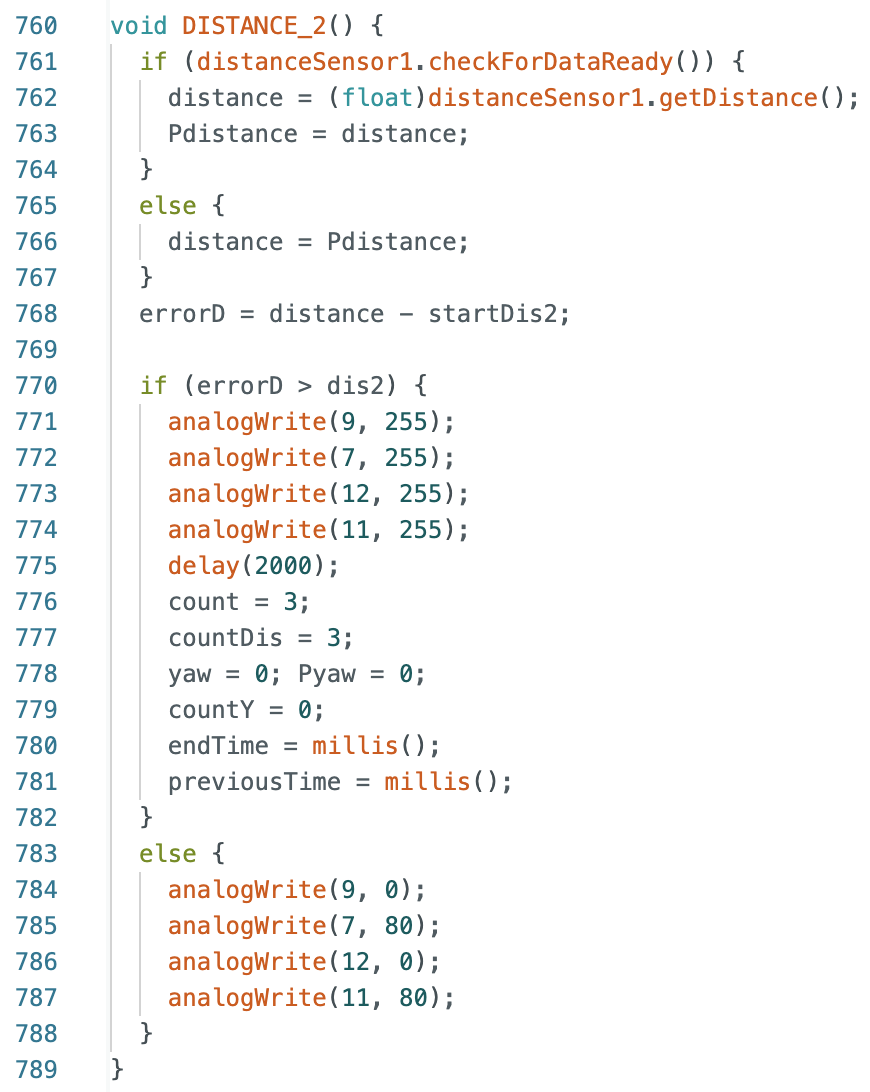 760 void DISTANCE_2() {
761 if (distanceSensor1.checkForDataReady()) {
762 distance = (float)distanceSensor1.getDistance();
763 Pdistance = distance;
764 }
765 else {
766 distance = Pdistance;
767 }
768 errorD = distance - startDis2;
769
770 if (errorD > dis2) {
771 analogWrite(9, 255);
772 analogWrite(7, 255);
773 analogWrite(12, 255);
774 analogWrite(11, 255);
775 delay(2000);
776 count = 3;
777 countDis = 3;
778 yaw = 0; Pyaw = 0;
779 countY = 0;
780 endTime = millis();
781 previousTime = millis();
782 }
783 else {
784 analogWrite(9, 0);
785 analogWrite(7, 80);
786 analogWrite(12, 0);
787 analogWrite(11, 80);
788 }
789 }